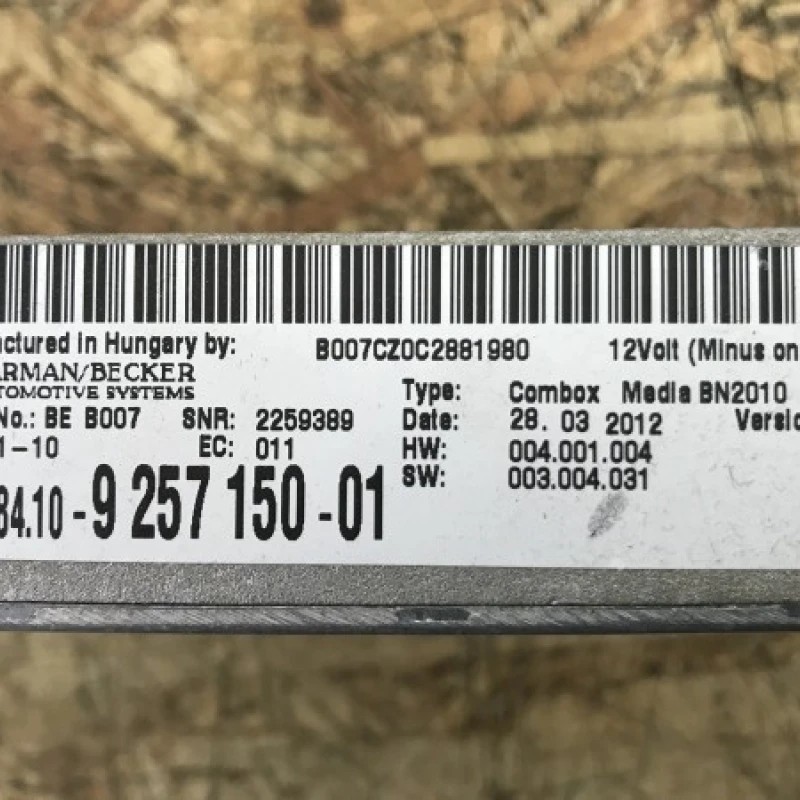 ctured in Hungary by: B007CZ0C2881980 12Volt (Minus on
ARMAN/BECKER
TOMOTIVE SYSTEMS
Type: Combox Media BN2010
No.: BE B007 SNR: 2259389 Date: 28. 03 2012 Versio
1-10 EC: 011 HW: 004.001.004
84.10 - 9 257 150 - 01 SW: 003.004.031